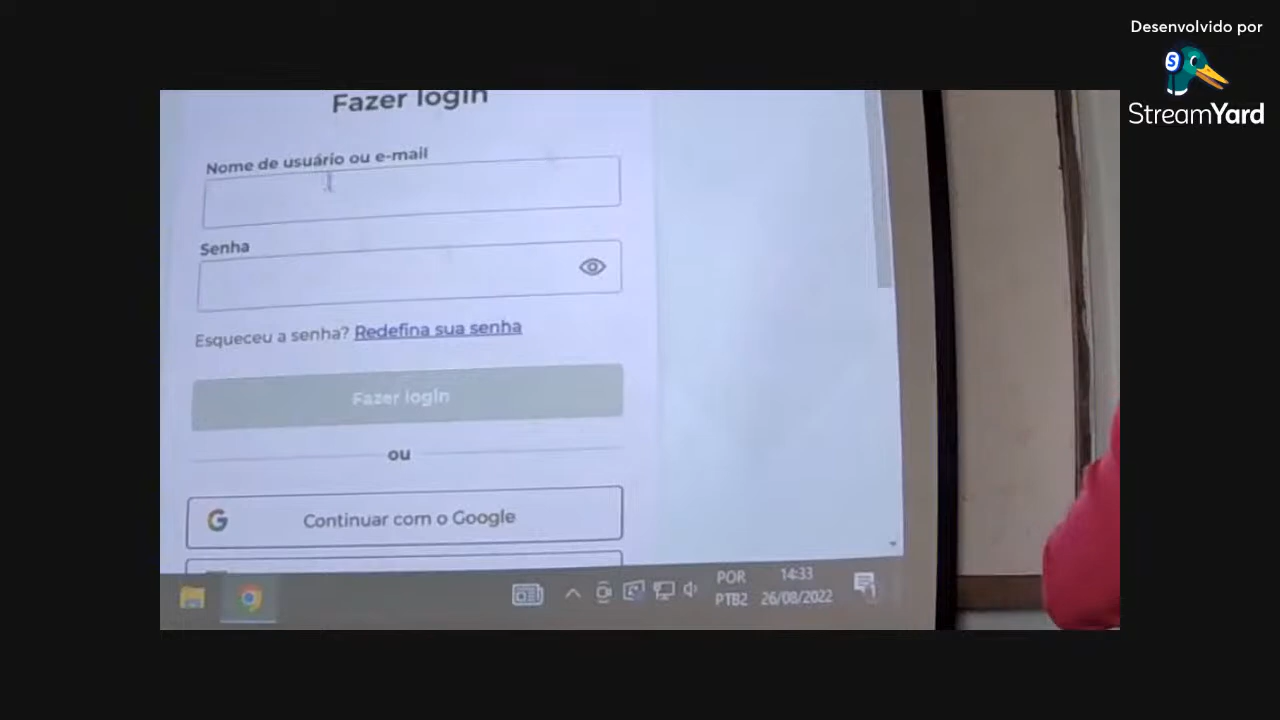 Desenvolvido por
StreamYard
Fazer login
Nome de usuário ou e-mail
Senha
Esqueceu a senha? Redefina sua senha
Fazer login
ou
G Continuar com o Google
POR 14:33
PTB2 26/08/2022
1